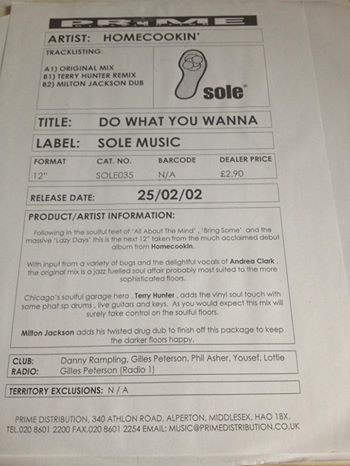 PRIME
ARTIST: HOMECOOKIN'
TRACKLISTING:
A1) ORIGINAL MIX
B1) TERRY HUNTER REMIX
B2) MILTON JACKSON DUB
sole
TITLE: DO WHAT YOU WANNA
LABEL: SOLE MUSIC
FORMAT CAT. NO. BARCODE DEALER PRICE
12" SOLE035 N/A £2.90
RELEASE DATE: 25/02/02
PRODUCT/ARTIST INFORMATION:
Following in the soulful feet of 'All About The Mind', 'Bring Some' and the
massive 'Lazy Days' this is the next 12" taken from the much acclaimed debut
album from Homecookin.
With input from a variety of bugs and the delightful vocals of Andrea Clark,
the original mix is a jazz fuelled soul affair probably most suited to the more
sophisticated floors.
Chicago's soulful garage hero, Terry Hunter, adds the vinyl soul touch with
some phat sp drums, live guitars and keys. As you would expect this mix will
surely take control on the soulful floors.
Milton Jackson adds his twisted drug dub to finish off this package to keep
the darker floors happy.
CLUB: Danny Rampling, Gilles Peterson, Phil Asher, Yousef, Lottie
RADIO: Gilles Peterson (Radio 1)
TERRITORY EXCLUSIONS: N / A
PRIME DISTRIBUTION, 340 ATHLON ROAD, ALPERTON, MIDDLESEX, HAO 1BX.
TEL.020 8601 2200 FAX.020 8601 2254 EMAIL: MUSIC@PRIMEDISTRIBUTION.CO.UK